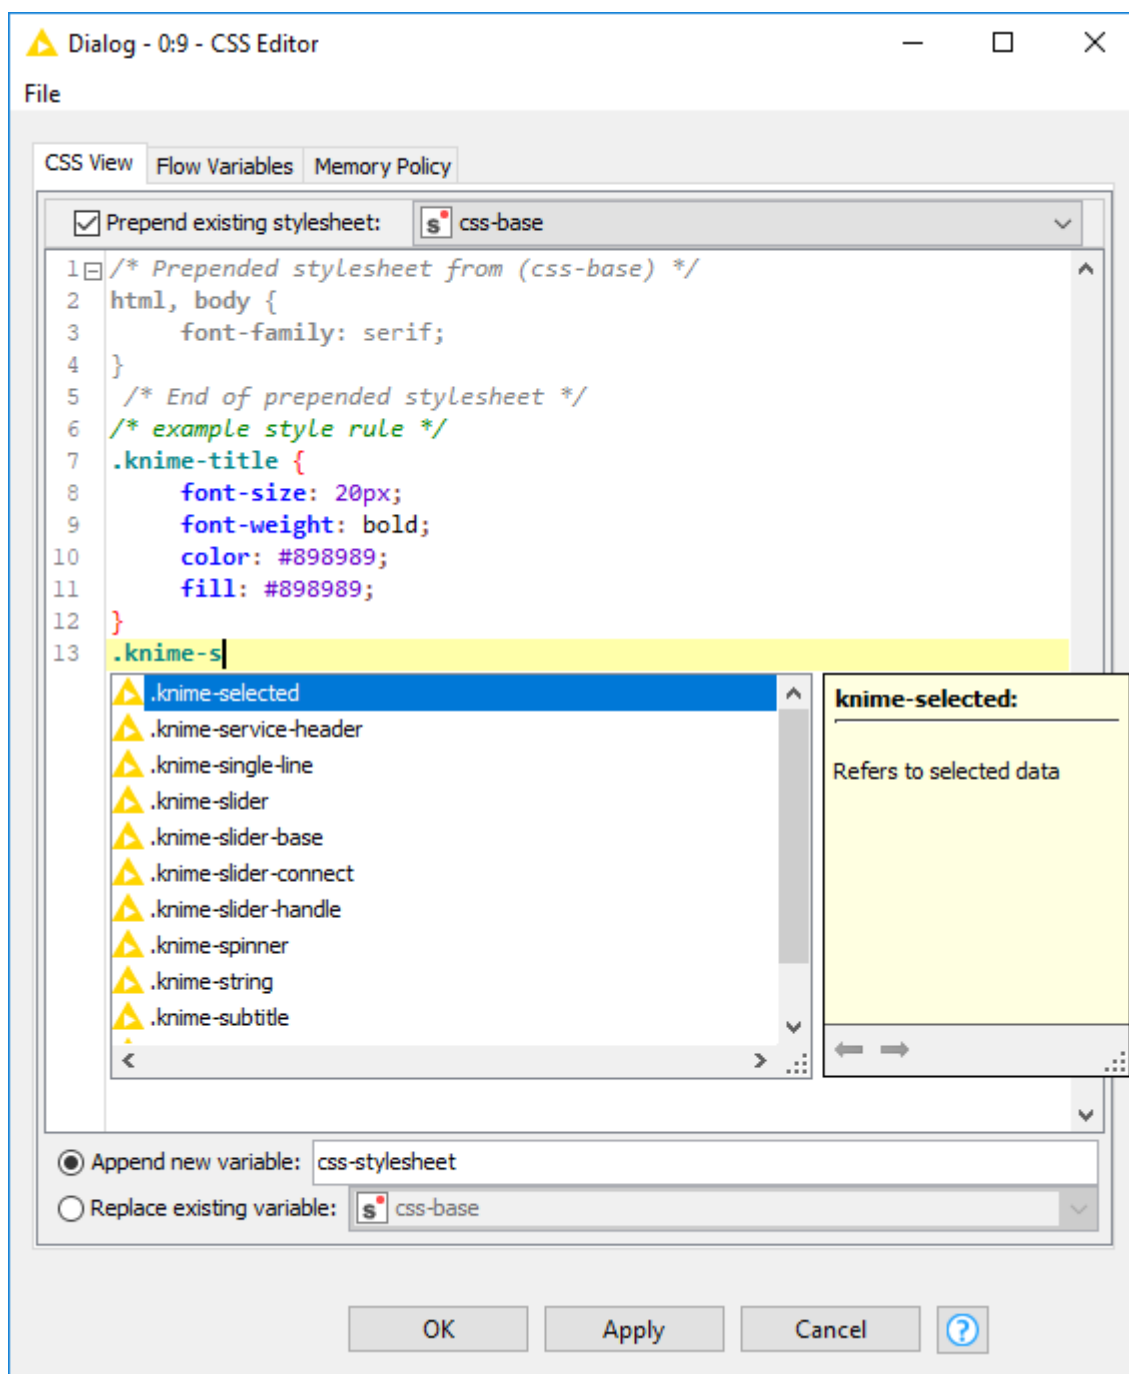 Dialog - 0:9 - CSS Editor
File
CSS View Flow Variables Memory Policy
Prepend existing stylesheet: s css-base
1 /* Prepended stylesheet from (css-base) */
2 html, body {
3 font-family: serif;
4 }
5 /* End of prepended stylesheet */
6 /* example style rule */
7 .knime-title {
8 font-size: 20px;
9 font-weight: bold;
10 color: #898989;
11 fill: #898989;
12 }
13 .knime-s
.knime-selected
.knime-service-header
.knime-single-line
.knime-slider
.knime-slider-base
.knime-slider-connect
.knime-slider-handle
.knime-spinner
.knime-string
.knime-subtitle
knime-selected:
Refers to selected data
Append new variable: css-stylesheet
Replace existing variable: s css-base
OK Apply Cancel ?